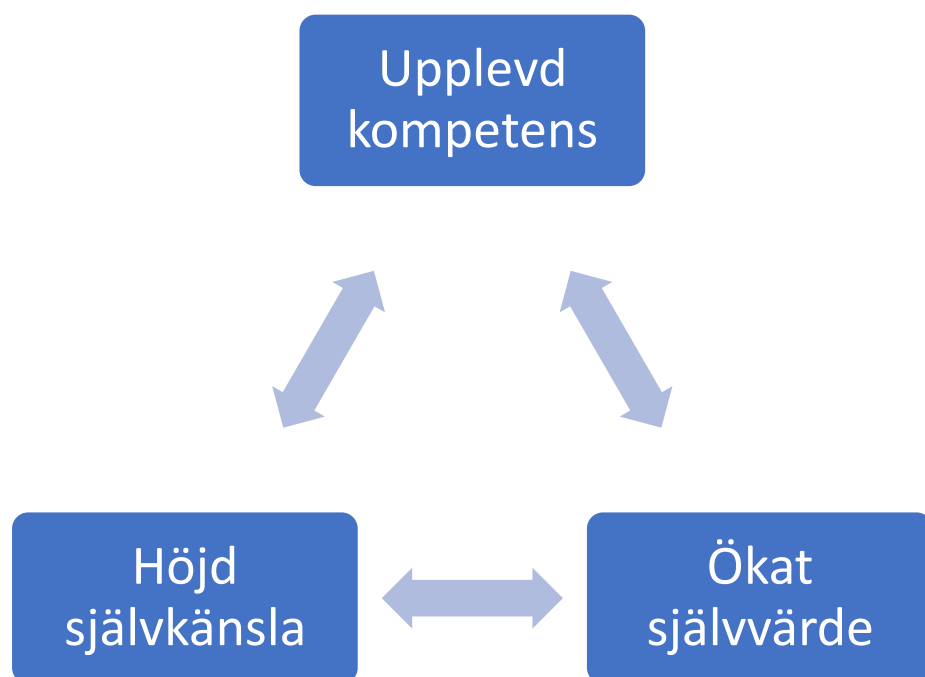 Upplevd
kompetens
Höjd
självkänsla
Ökat
självvärde